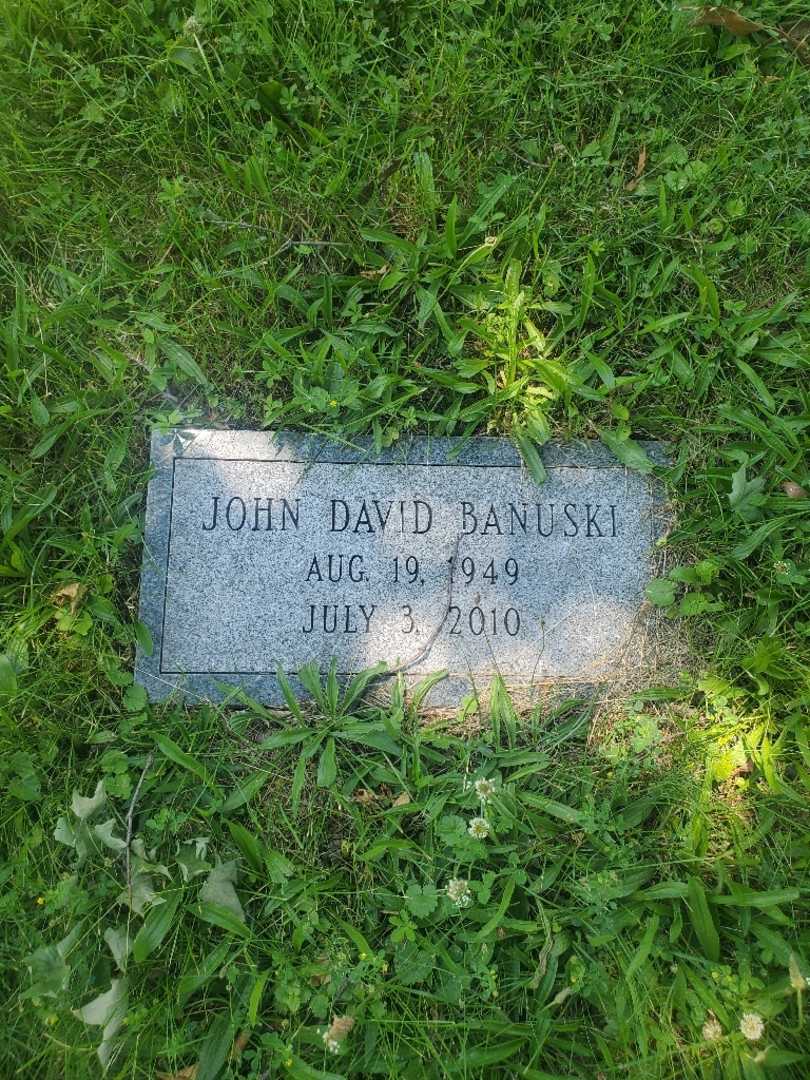 JOHN DAVID BANUSKI
AUG. 19, 1949
JULY 3, 2010